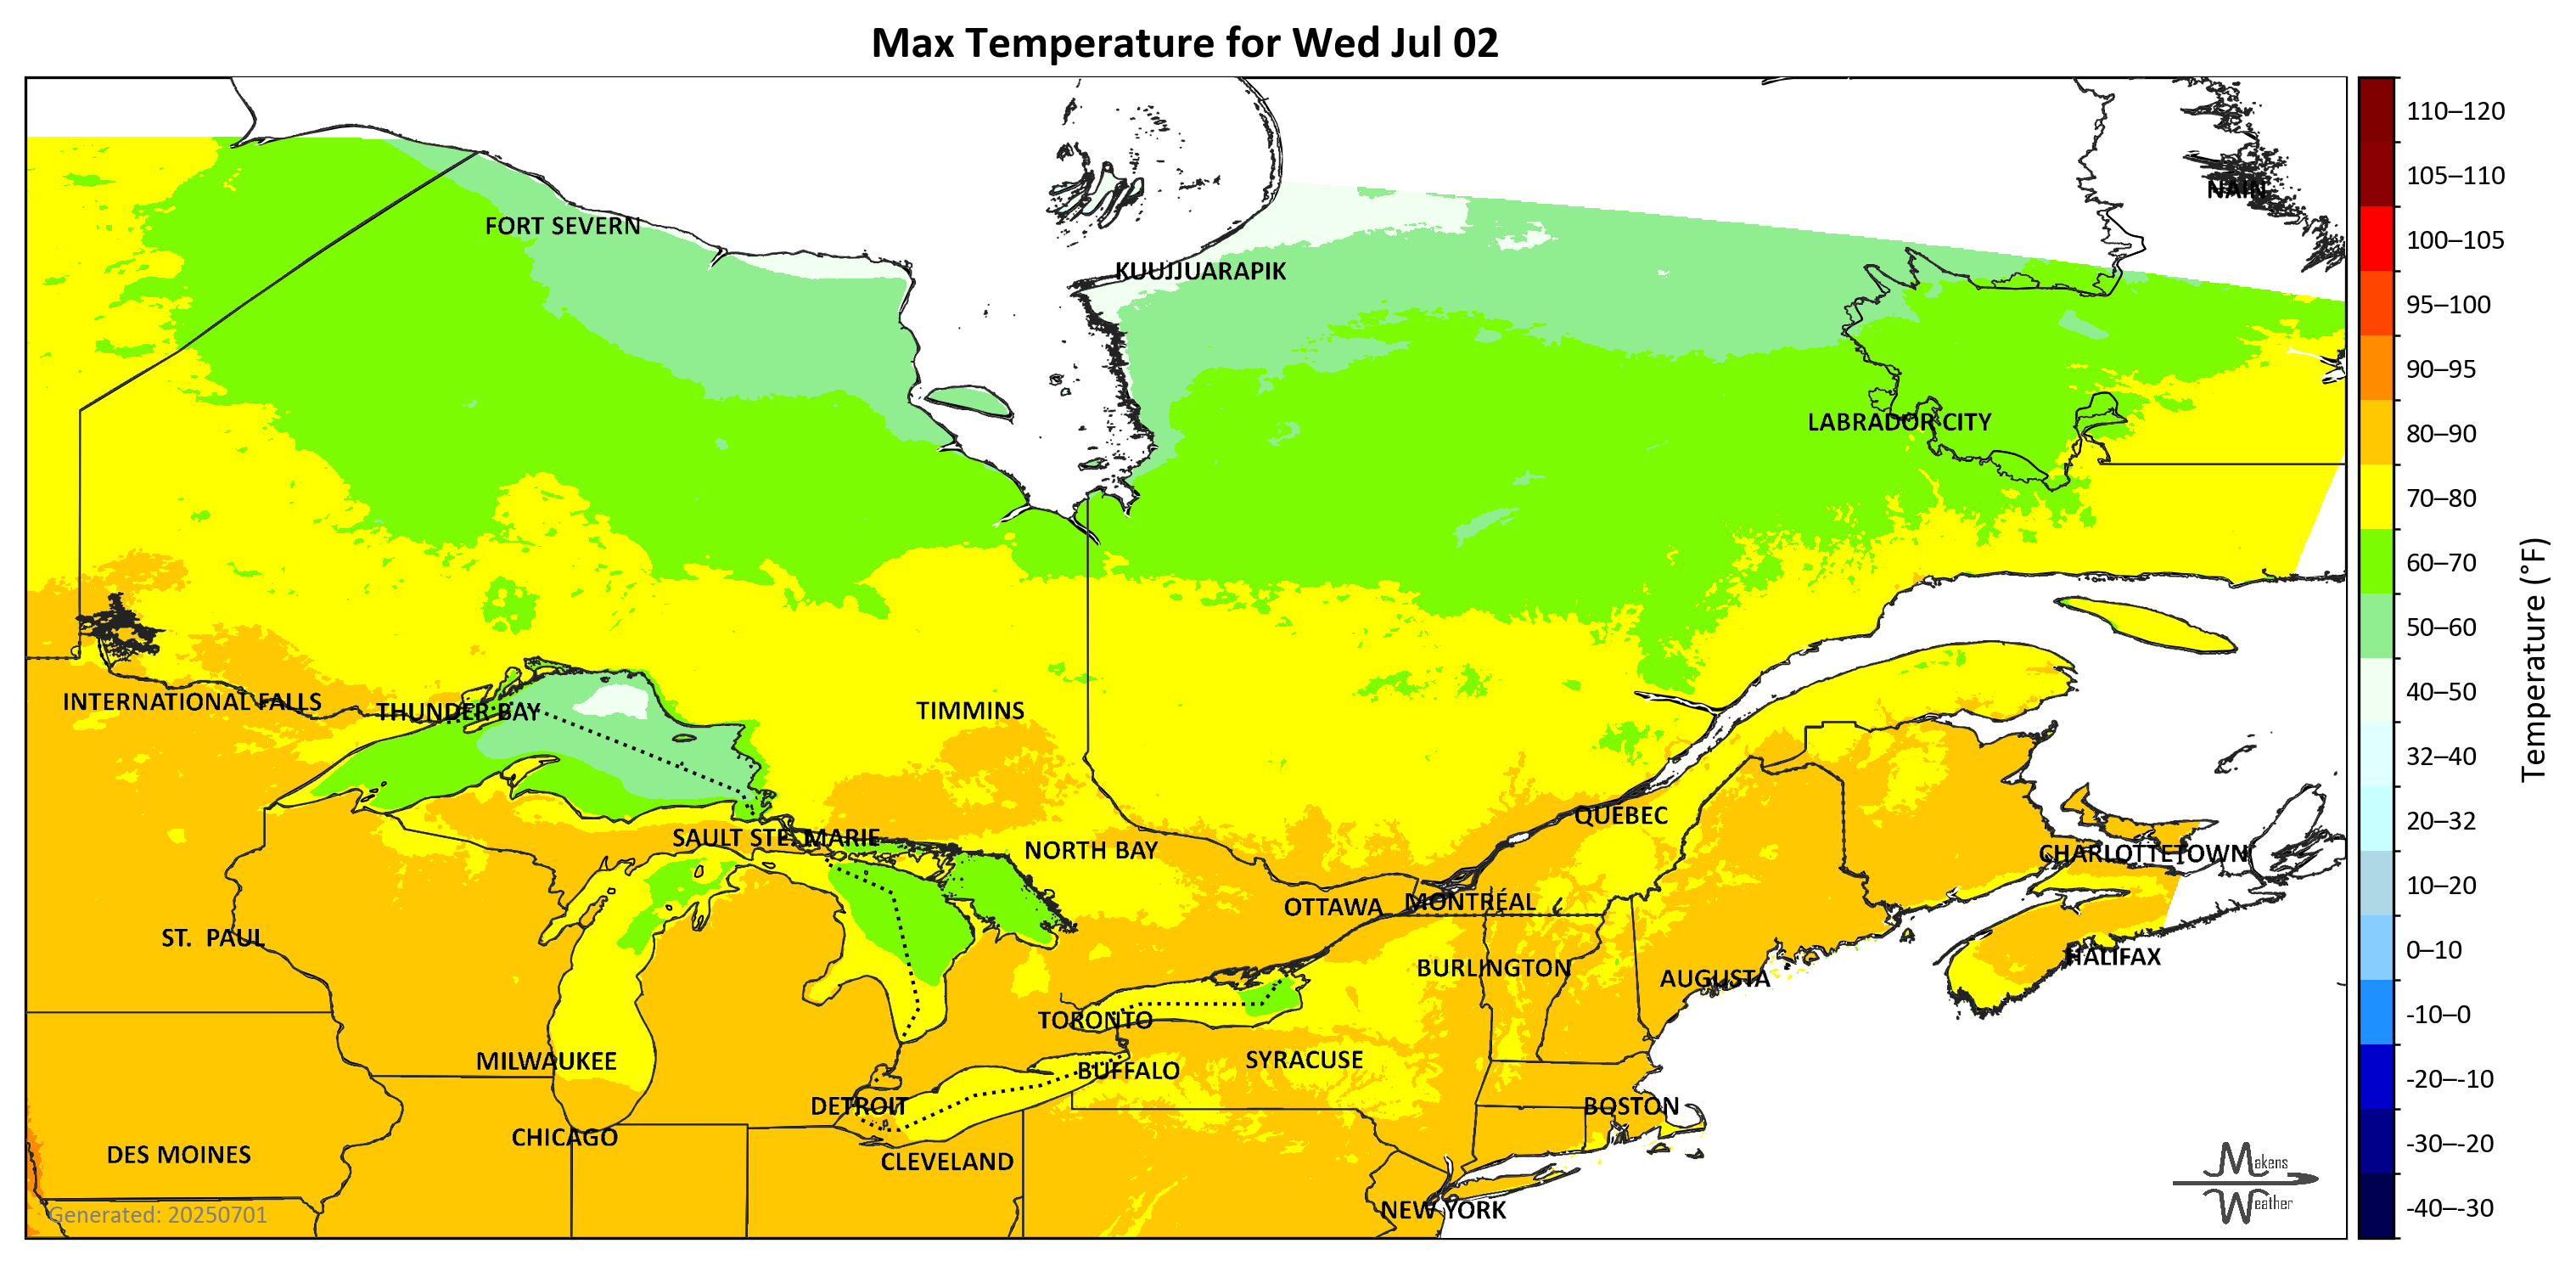 Max Temperature for Wed Jul 02
110–120
105–110
NAIN
FORT SEVERN
100–105
KUUJJUARAPIK
95–100
90–95
LABRADOR CITY
80–90
70–80
60–70
50–60
Temperature (°F)
40–50
INTERNATIONAL FALLS
THUNDER BAY
TIMMINS
32–40
QUÉBEC
20–32
SAULT STE. MARIE
NORTH BAY
CHARLOTTETOWN
10–20
OTTAWA
MONTRÉAL
ST. PAUL
0–10
HALIFAX
BURLINGTON
AUGUSTA
-10–0
TORONTO
MILWAUKEE
SYRACUSE
BUFFALO
-20–-10
DETROIT
BOSTON
CHICAGO
-30–-20
DES MOINES
CLEVELAND
Makens
Weather
NEW YORK
-40–-30
Generated: 20250701